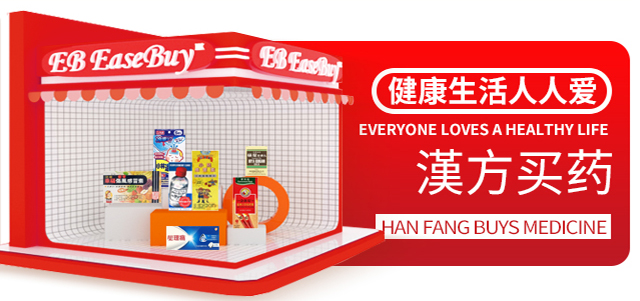 EB EaseBuy
EB EaseBuy
健康生活人人爱
EVERYONE LOVES A HEALTHY LIFE
漢方买药
HAN FANG BUYS MEDICINE